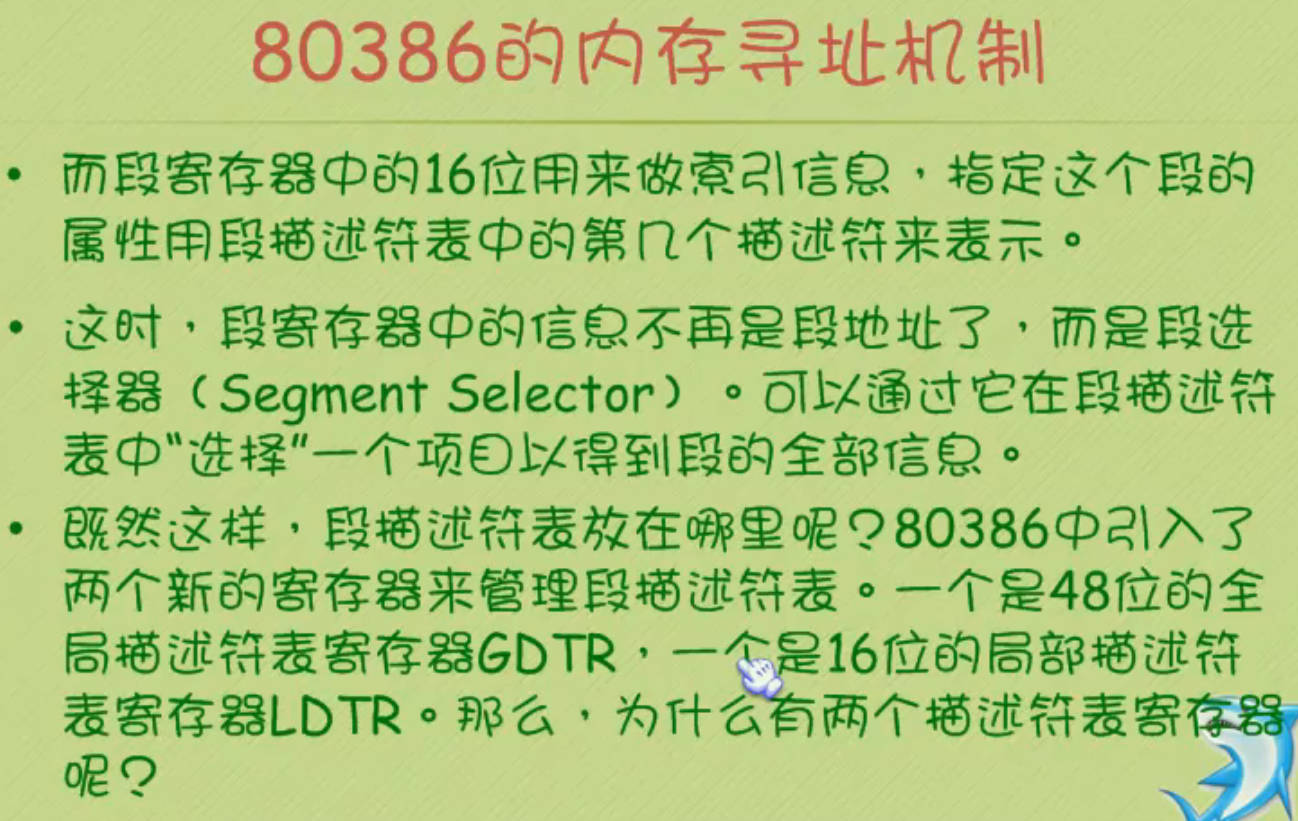 80386的内存寻址机制
• 而段寄存器中的16位用来做索引信息，指定这个段的
属性用段描述符表中的第几个描述符来表示。
• 这时，段寄存器中的信息不再是段地址了，而是段选
择器（Segment Selector）。可以通过它在段描述符
表中“选择”一个项目以得到段的全部信息。
• 既然这样，段描述符表放在哪里呢？80386中引入了
两个新的寄存器来管理段描述符表。一个是48位的全
局描述符表寄存器GDTR，一个是16位的局部描述符
表寄存器LDTR。那么，为什么有两个描述符表寄存器
呢？